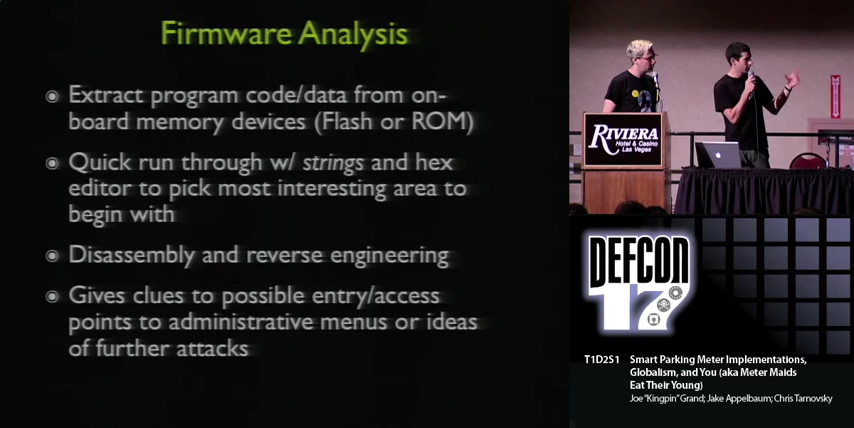 Firmware Analysis
Extract program code/data from on-
board memory devices (Flash or ROM)
Quick run through w/ strings and hex
editor to pick most interesting area to
begin with
Disassembly and reverse engineering
Gives clues to possible entry/access
points to administrative menus or ideas
of further attacks
RIVIERA
Hotel & Casino
Las Vegas
DEFCON
17
T1D2S1 Smart Parking Meter Implementations,
Globalism, and You (aka Meter Maids
Eat Their Young)
Joe "Kingpin" Grand; Jake Appelbaum; Chris Tarnovsky